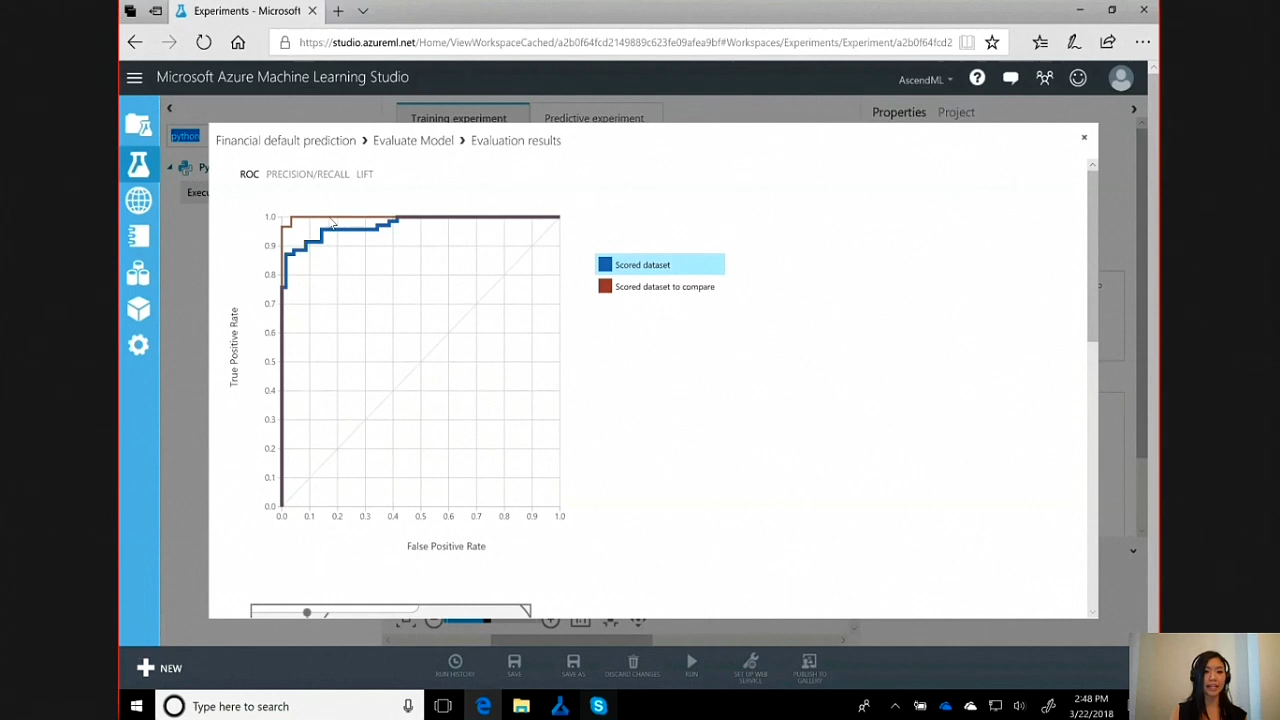 Experiments - Microsoft
https://studio.azureml.net/Home/ViewWorkspaceCached/a2b0f64fcd2149889c623fe09afea9bf#Workspaces/Experiments/Experiment/a2b0f64fcd2
Microsoft Azure Machine Learning Studio
AscendML
Training experiment
Predictive experiment
Properties
Project
python
Py
Execu
Financial default prediction > Evaluate Model > Evaluation results
ROC PRECISION/RECALL LIFT
1.0
0.9
0.8
0.7
0.6
0.5
0.4
0.3
0.2
0.1
0.0
True Positive Rate
0.0 0.1 0.2 0.3 0.4 0.5 0.6 0.7 0.8 0.9 1.0
False Positive Rate
Scored dataset
Scored dataset to compare
NEW
RUN HISTORY
SAVE
SAVE AS
DISCARD CHANGES
RUN
SET UP WEB
SERVICE
PUBLISH TO
GALLERY
Type here to search
2:48 PM
3/22/2018